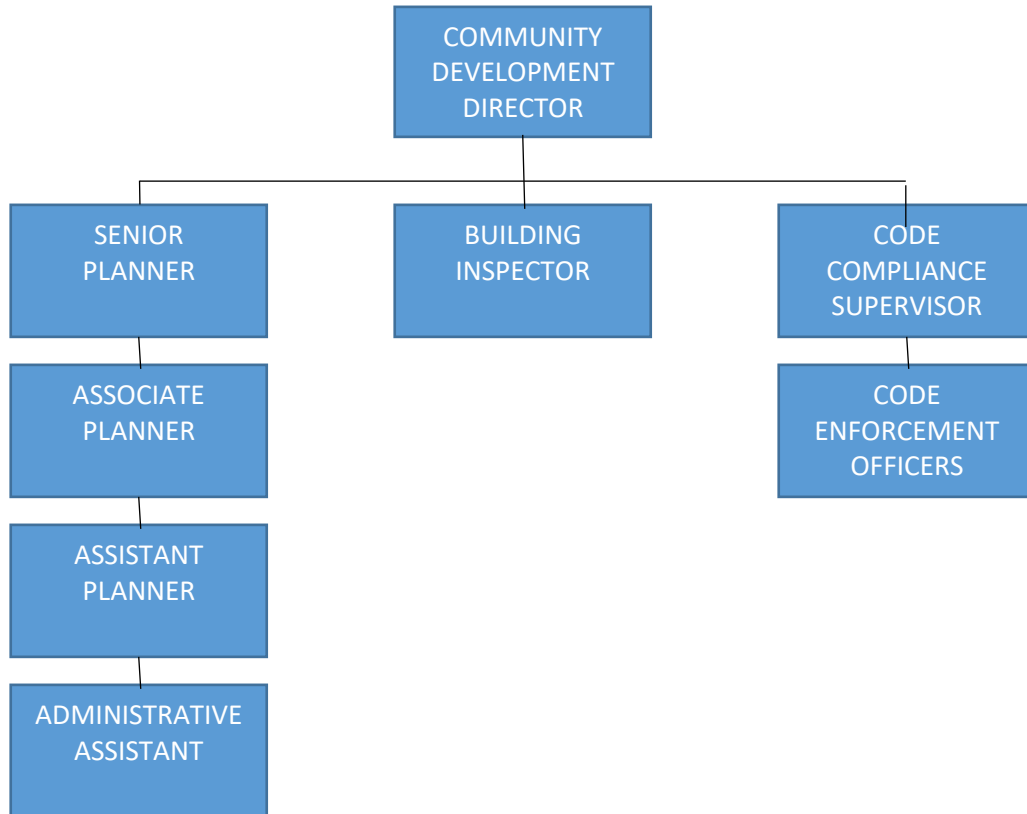 COMMUNITY
DEVELOPMENT
DIRECTOR
SENIOR
PLANNER
BUILDING
INSPECTOR
CODE
COMPLIANCE
SUPERVISOR
ASSOCIATE
PLANNER
CODE
ENFORCEMENT
OFFICERS
ASSISTANT
PLANNER
ADMINISTRATIVE
ASSISTANT